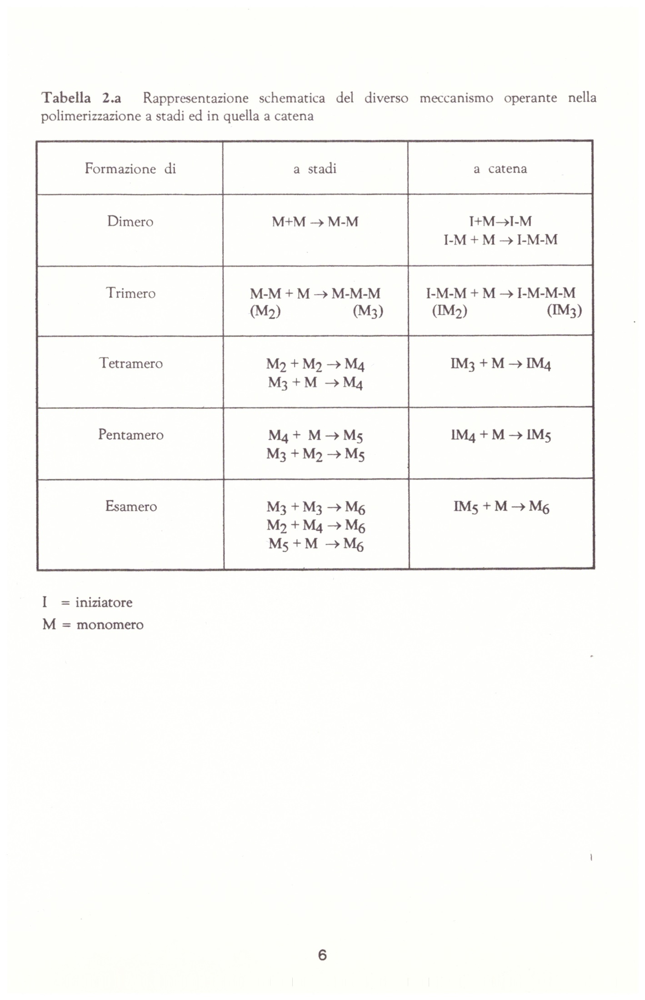 Tabella 2.a Rappresentazione schematica del diverso meccanismo operante nella
polimerizzazione a stadi ed in quella a catena
Formazione di a stadi a catena
Dimero M+M → M-M I+M→I-M
I-M + M → I-M-M
Trimero M-M + M → M-M-M I-M-M + M → I-M-M-M
(M2) (M3) (IM2) (IM3)
Tetramero M2 + M2 → M4 IM3 + M → IM4
M3 + M → M4
Pentamero M4 + M → M5 IM4 + M → IM5
M3 + M2 → M5
Esamero M3 + M3 → M6 IM5 + M → M6
M2 + M4 → M6
M5 + M → M6
I = iniziatore
M = monomero
6